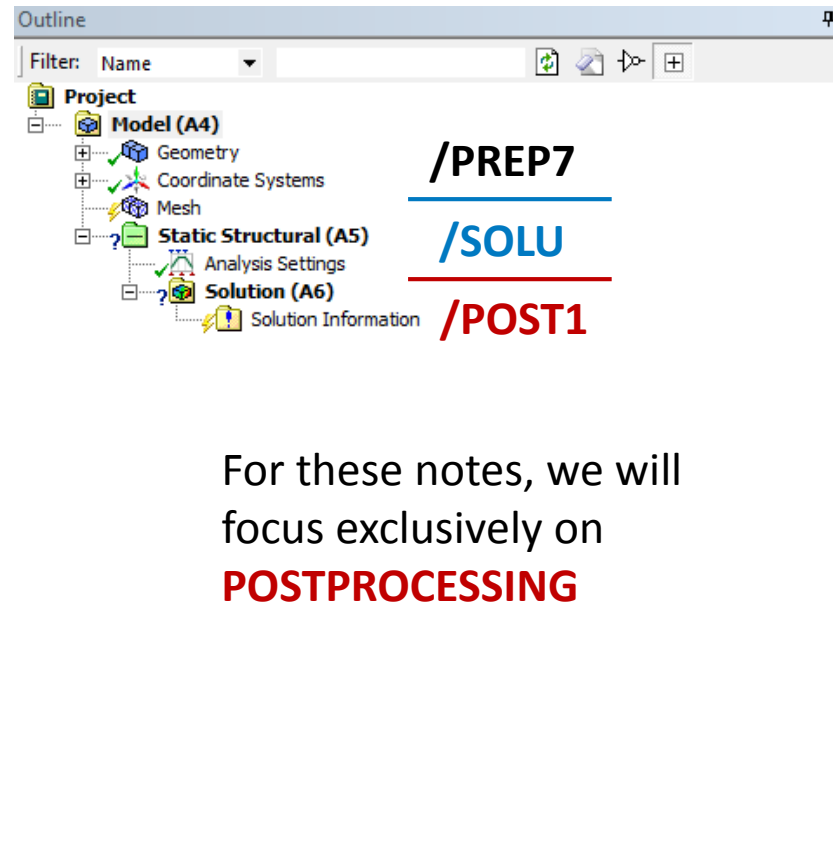 Outline
Filter: Name
Project
Model (A4)
Geometry
Coordinate Systems
Mesh
Static Structural (A5)
Analysis Settings
Solution (A6)
Solution Information
/PREP7
/SOLU
/POST1
For these notes, we will
focus exclusively on
POSTPROCESSING